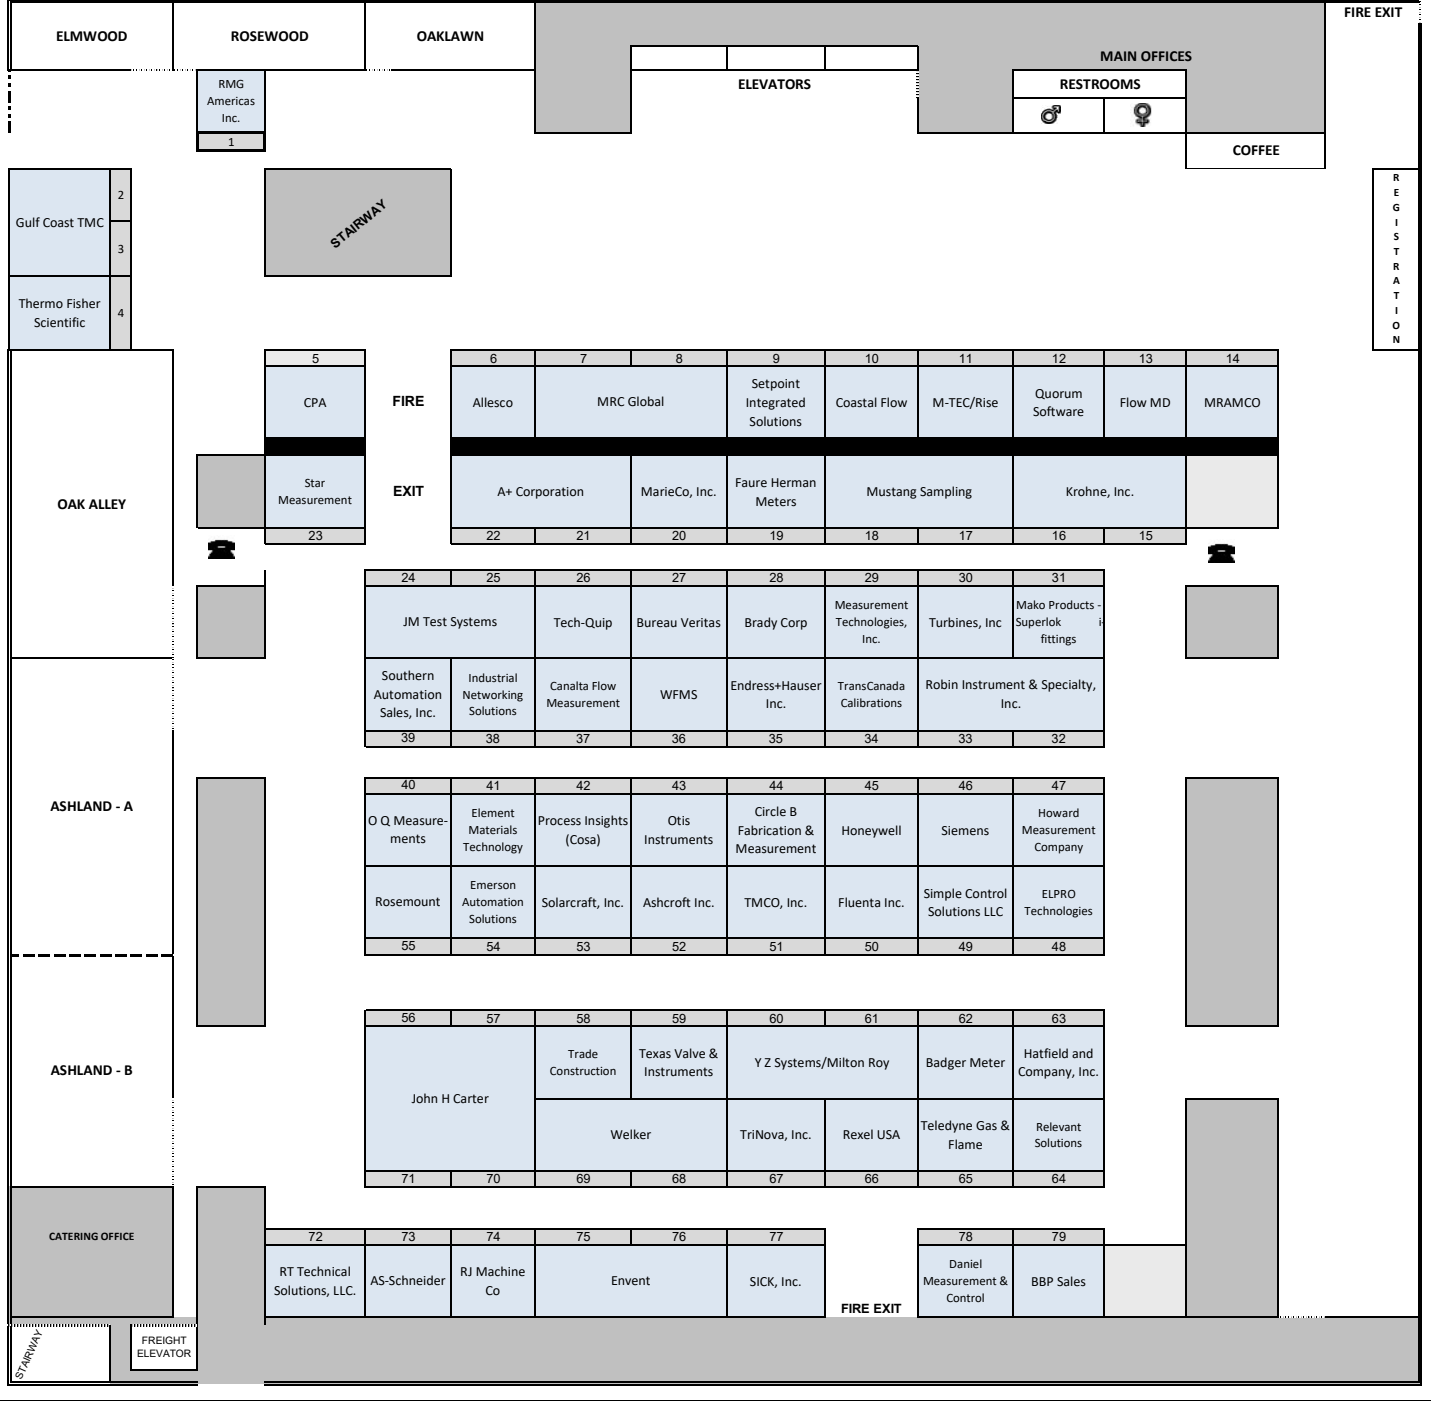 ELMWOOD
ROSEWOOD
OAKLAWN
FIRE EXIT
MAIN OFFICES
ELEVATORS
RESTROOMS
RMG
Americas
Inc.
1
COFFEE
Gulf Coast TMC
2
3
STAIRWAY
R
E
G
I
S
T
R
A
T
I
O
N
Thermo Fisher
Scientific
4
5 6 7 8 9 10 11 12 13 14
CPA
FIRE
Allesco
MRC Global
Setpoint
Integrated
Solutions
Coastal Flow
M-TEC/Rise
Quorum
Software
Flow MD
MRAMCO
OAK ALLEY
Star
Measurement
EXIT
A+ Corporation
MarieCo, Inc.
Faure Herman
Meters
Mustang Sampling
Krohne, Inc.
23 22 21 20 19 18 17 16 15
24 25 26 27 28 29 30 31
JM Test Systems
Tech-Quip
Bureau Veritas
Brady Corp
Measurement
Technologies,
Inc.
Turbines, Inc
Mako Products -
Superlok i-
fittings
Southern
Automation
Sales, Inc.
Industrial
Networking
Solutions
Canalta Flow
Measurement
WFMS
Endress+Hauser
Inc.
TransCanada
Calibrations
Robin Instrument & Specialty,
Inc.
39 38 37 36 35 34 33 32
ASHLAND - A
40 41 42 43 44 45 46 47
O Q Measure-
ments
Element
Materials
Technology
Process Insights
(Cosa)
Otis
Instruments
Circle B
Fabrication &
Measurement
Honeywell
Siemens
Howard
Measurement
Company
Rosemount
Emerson
Automation
Solutions
Solarcraft, Inc.
Ashcroft Inc.
TMCO, Inc.
Fluenta Inc.
Simple Control
Solutions LLC
ELPRO
Technologies
55 54 53 52 51 50 49 48
ASHLAND - B
56 57 58 59 60 61 62 63
John H Carter
Trade
Construction
Texas Valve &
Instruments
Y Z Systems/Milton Roy
Badger Meter
Hatfield and
Company, Inc.
Welker
TriNova, Inc.
Rexel USA
Teledyne Gas &
Flame
Relevant
Solutions
71 70 69 68 67 66 65 64
CATERING OFFICE
72 73 74 75 76 77 78 79
RT Technical
Solutions, LLC.
AS-Schneider
RJ Machine
Co
Envent
SICK, Inc.
FIRE EXIT
Daniel
Measurement &
Control
BBP Sales
STAIRWAY
FREIGHT
ELEVATOR